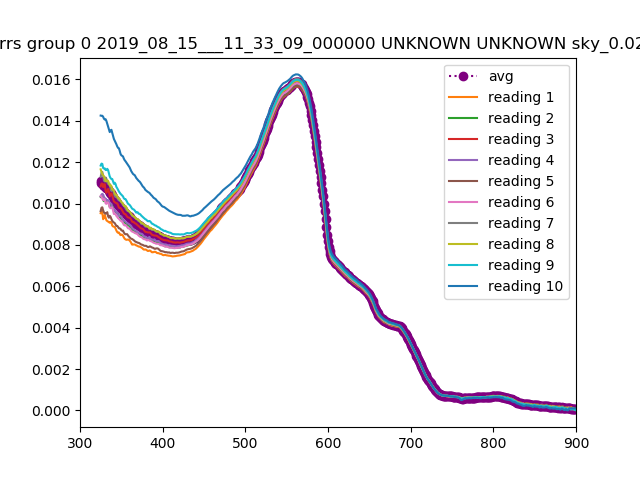 rrs group 0 2019_08_15___11_33_09_000000 UNKNOWN UNKNOWN sky_0.02
0.016
0.014
0.012
0.010
0.008
0.006
0.004
0.002
0.000
300 400 500 600 700 800 900
avg
reading 1
reading 2
reading 3
reading 4
reading 5
reading 6
reading 7
reading 8
reading 9
reading 10